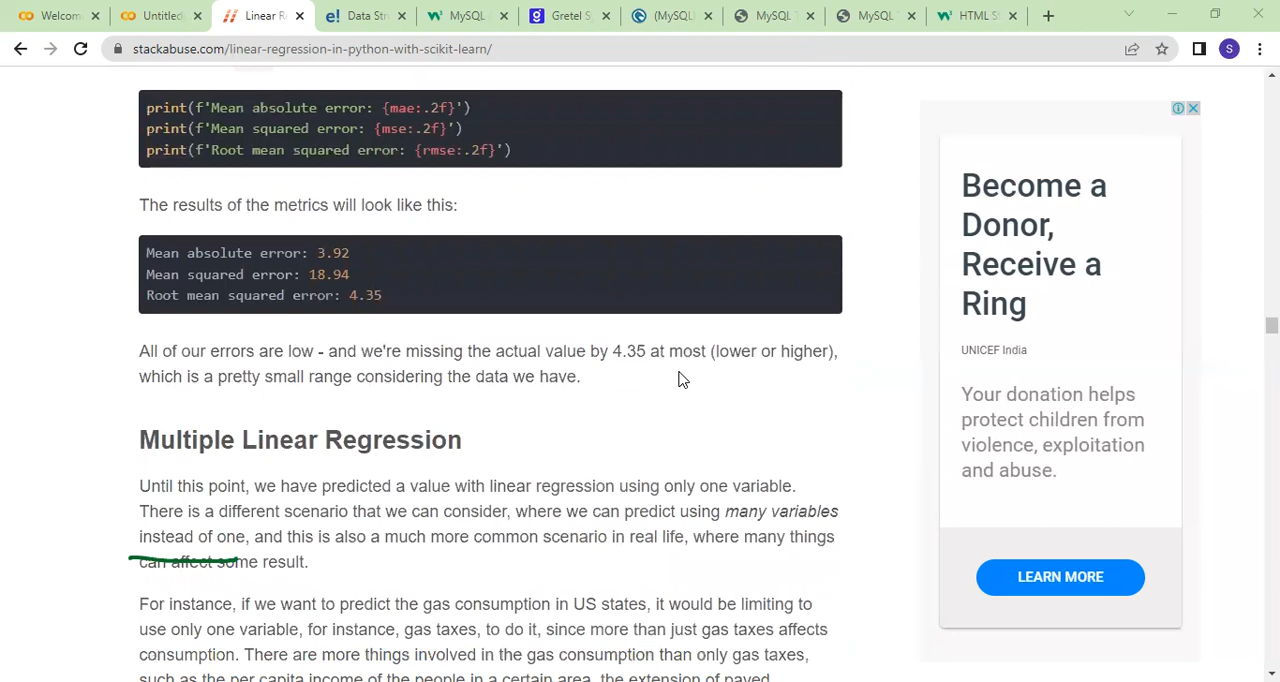 Welcom
Untitled
Linear R
Data Str
MySQL
Gretel Sy
(MySQL
MySQL T
MySQL T
HTML S
stackabuse.com/linear-regression-in-python-with-scikit-learn/
S
print(f'Mean absolute error: {mae:.2f}')
print(f'Mean squared error: {mse:.2f}')
print(f'Root mean squared error: {rmse:.2f}')
The results of the metrics will look like this:
Mean absolute error: 3.92
Mean squared error: 18.94
Root mean squared error: 4.35
All of our errors are low - and we're missing the actual value by 4.35 at most (lower or higher),
which is a pretty small range considering the data we have.
Multiple Linear Regression
Until this point, we have predicted a value with linear regression using only one variable.
There is a different scenario that we can consider, where we can predict using many variables
instead of one, and this is also a much more common scenario in real life, where many things
can affect some result.
For instance, if we want to predict the gas consumption in US states, it would be limiting to
use only one variable, for instance, gas taxes, to do it, since more than just gas taxes affects
consumption. There are more things involved in the gas consumption than only gas taxes,
such as the per capita income of the people in a certain area, the extension of paved
Become a
Donor,
Receive a
Ring
UNICEF India
Your donation helps
protect children from
violence, exploitation
and abuse.
LEARN MORE